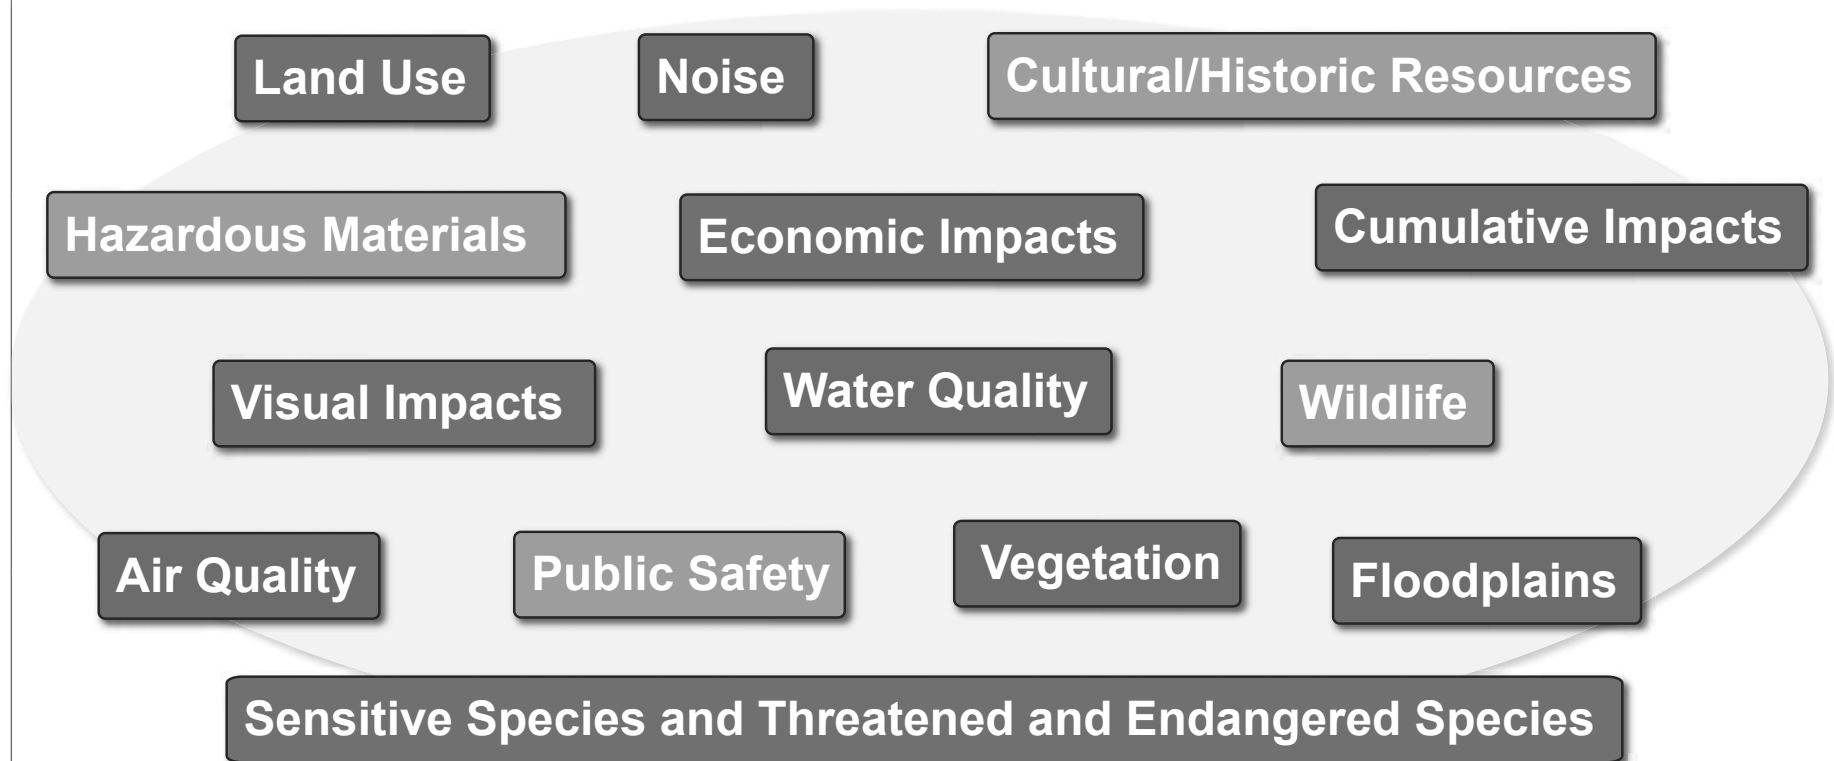 Land Use
Noise
Cultural/Historic Resources
Hazardous Materials
Economic Impacts
Cumulative Impacts
Visual Impacts
Water Quality
Wildlife
Air Quality
Public Safety
Vegetation
Floodplains
Sensitive Species and Threatened and Endangered Species